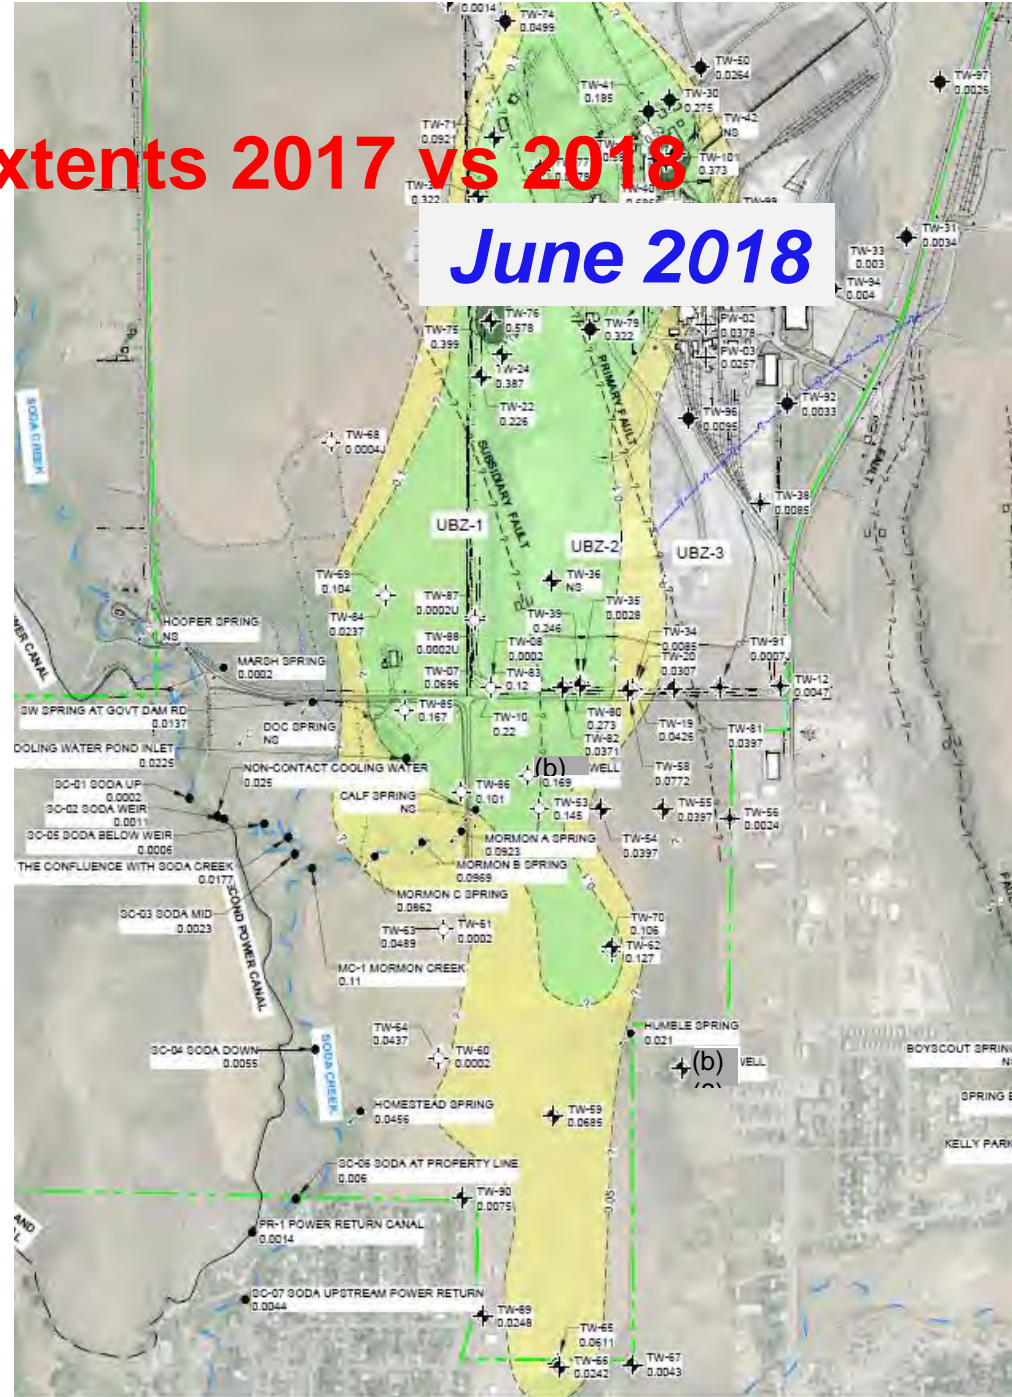 0.0014
TW-74
0.0499
TW-50
0.0264
TW-97
0.0026
TW-41
0.185
TW-30
0.275
TW-42
NS
TW-71
0.0921
TW-101
0.373
xtents 2017 vs 2018
0.322
TW-99
June 2018
TW-31
0.0034
TW-33
0.003
TW-94
0.004
TW-76
0.578
TW-75
0.399
TW-79
0.322
PW-02
0.0378
PW-03
0.0257
TW-24
0.387
TW-22
0.226
PRIMARY FAULT
TW-92
0.0033
TW-96
0.0095
SODA CREEK
TW-68
0.0004J
SUBSIDIARY FAULT
FAULT
TW-38
0.0085
UBZ-1
UBZ-2
UBZ-3
TW-36
NS
TW-69
0.104
TW-87
0.0002U
TW-39
0.246
TW-35
0.0028
TW-84
0.0237
TW-88
0.0002U
TW-08
0.0002
TW-34
0.0085
TW-91
0.0007J
HOOPER SPRING
NS
WER CANAL
MARSH SPRING
0.0002
TW-07
0.0696
TW-83
0.12
TW-20
0.0307
TW-12
0.0047
SW SPRING AT GOVT DAM RD
0.0137
DOC SPRING
NS
TW-85
0.167
TW-10
0.22
TW-80
0.273
TW-19
0.0426
TW-81
0.0397
TW-82
0.0371
OOLING WATER POND INLET
0.0225
NON-CONTACT COOLING WATER
0.025
(b)
WELL
0.169
TW-58
0.0772
SC-01 SODA UP
0.0002
TW-86
0.101
CALF SPRING
NS
SC-02 SODA WEIR
0.0011
TW-53
0.145
TW-55
0.0397
TW-56
0.0024
SC-05 SODA BELOW WEIR
0.0006
MORMON A SPRING
0.0923
TW-54
0.0397
THE CONFLUENCE WITH SODA CREEK
0.0177
MORMON B SPRING
0.0969
MORMON C SPRING
0.0862
SC-03 SODA MID
0.0023
COND POWER CANAL
TW-63
0.0489
TW-61
0.0002
TW-70
0.106
TW-62
0.127
MC-1 MORMON CREEK
0.11
TW-64
0.0437
HUMBLE SPRING
0.021
SC-04 SODA DOWN
0.0055
SODA CREEK
TW-60
0.0002
(b)
WELL
BOYSCOUT SPRIN
SPRING
HOMESTEAD SPRING
0.0456
TW-59
0.0685
KELLY PARK
SC-06 SODA AT PROPERTY LINE
0.006
TW-90
0.0075
0.05
PR-1 POWER RETURN CANAL
0.0014
SC-07 SODA UPSTREAM POWER RETURN
0.0044
TW-89
0.0248
TW-65
0.0611
TW-66
0.0242
TW-67
0.0043